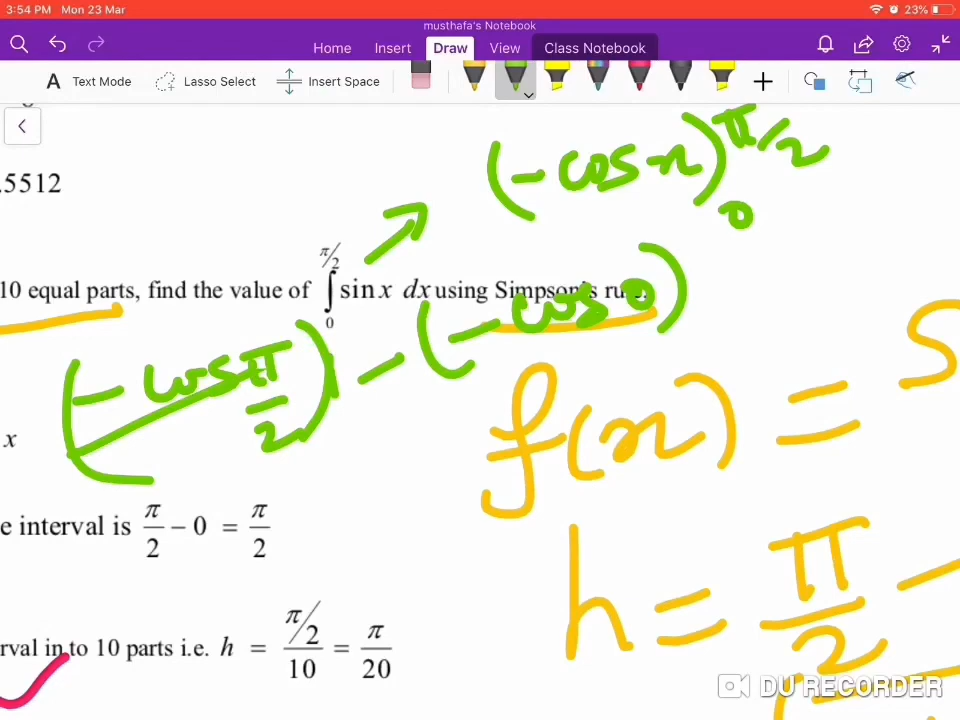 3:54 PM Mon 23 Mar
23%
musthafa's Notebook
Home Insert Draw View Class Notebook
Text Mode Lasso Select Insert Space
.5512
(-cos x)π/2 0
10 equal parts, find the value of ∫ π/2 0 sin x dx using Simpson's rule.
(-cos π/2) - (-cos 0)
f(x) = S
x
e interval is π/2 − 0 = π/2
h = π/2 -
rval in to 10 parts i.e. h = π/2/10 = π/20
DU RECORDER